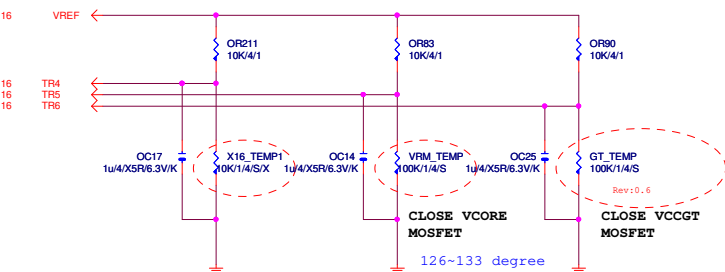 16 VREF
OR211
10K/4/1
OR83
10K/4/1
OR90
10K/4/1
16 TR4
16 TR5
16 TR6
OC17
1u/4/X5R/6.3V/K
X16_TEMP1
10K/1/4/S/X
OC14
1u/4/X5R/6.3V/K
VRM_TEMP
100K/1/4/S
OC25
1u/4/X5R/6.3V/K
GT_TEMP
100K/1/4/S
Rev:0.6
CLOSE VCORE
MOSFET
CLOSE VCCGT
MOSFET
126~133 degree